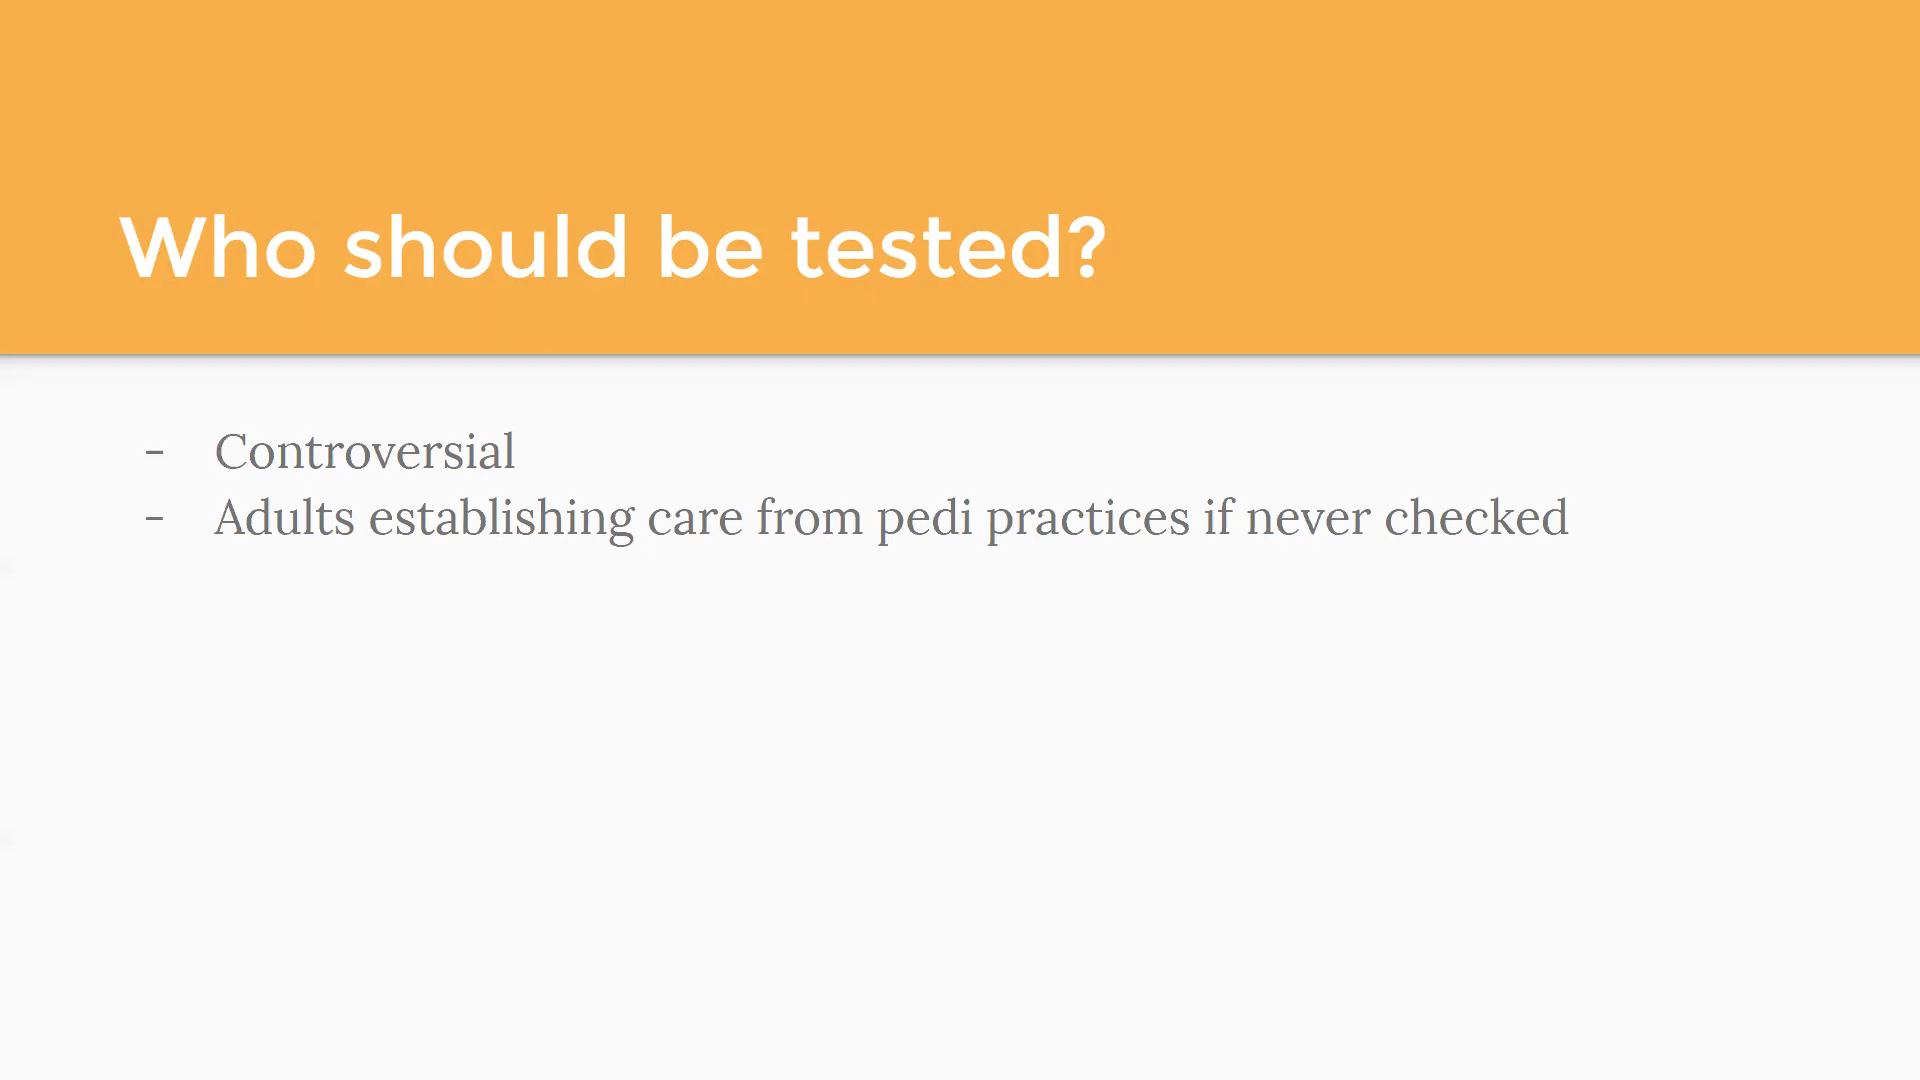 Who should be tested?
- Controversial
- Adults establishing care from pedi practices if never checked